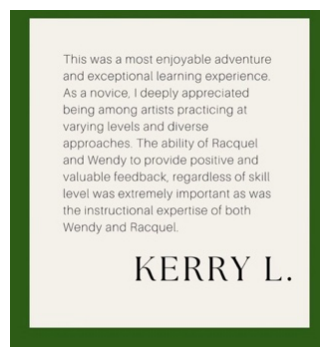 This was a most enjoyable adventure
and exceptional learning experience.
As a novice, I deeply appreciated
being among artists practicing at
varying levels and diverse
approaches. The ability of Racquel
and Wendy to provide positive and
valuable feedback, regardless of skill
level was extremely important as was
the instructional expertise of both
Wendy and Racquel.
KERRY L.